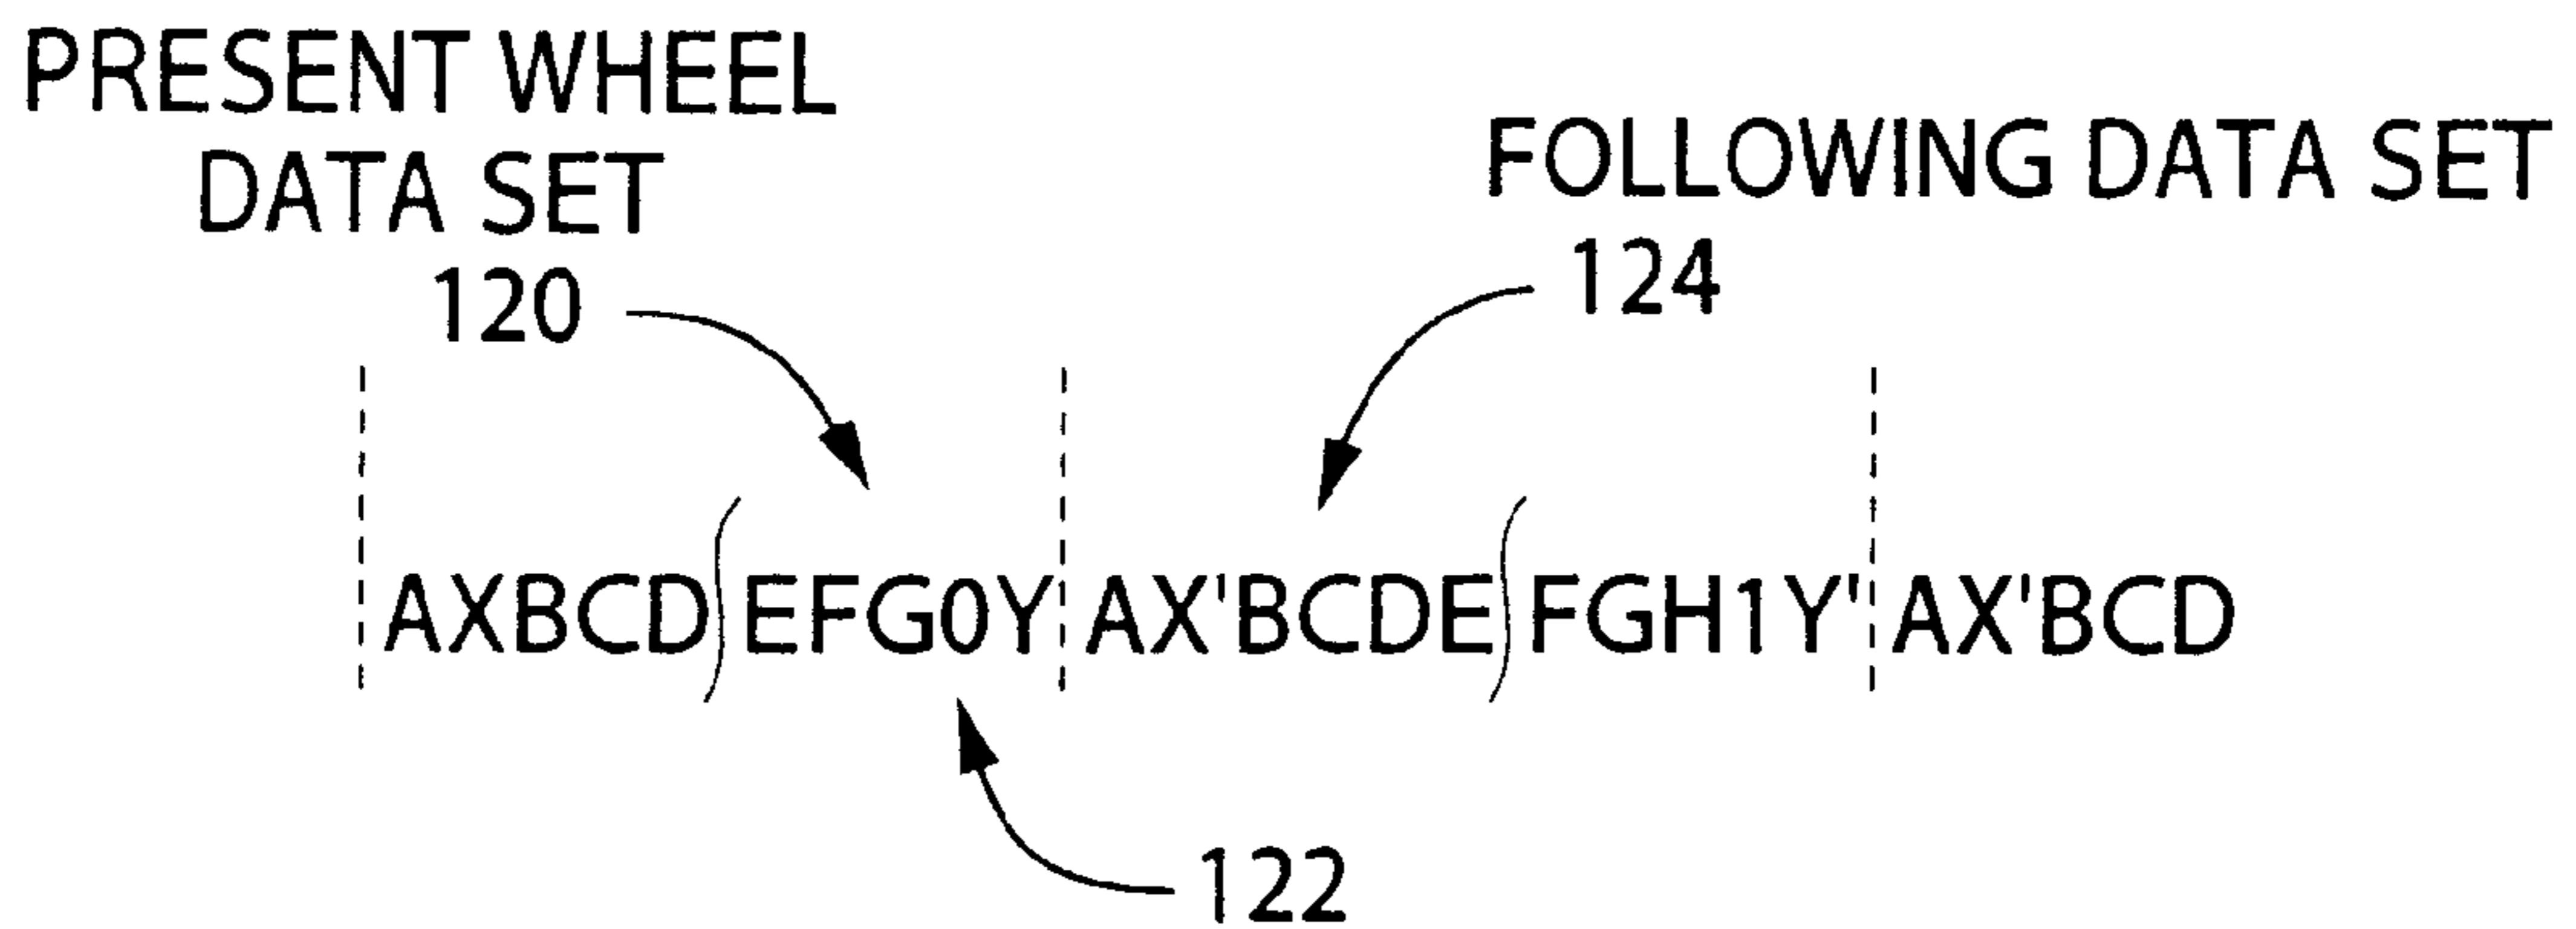 PRESENT WHEEL
DATA SET
120
FOLLOWING DATA SET
124
AXBCD EFG0Y AX'BCDE FGH1Y' AX'BCD
122